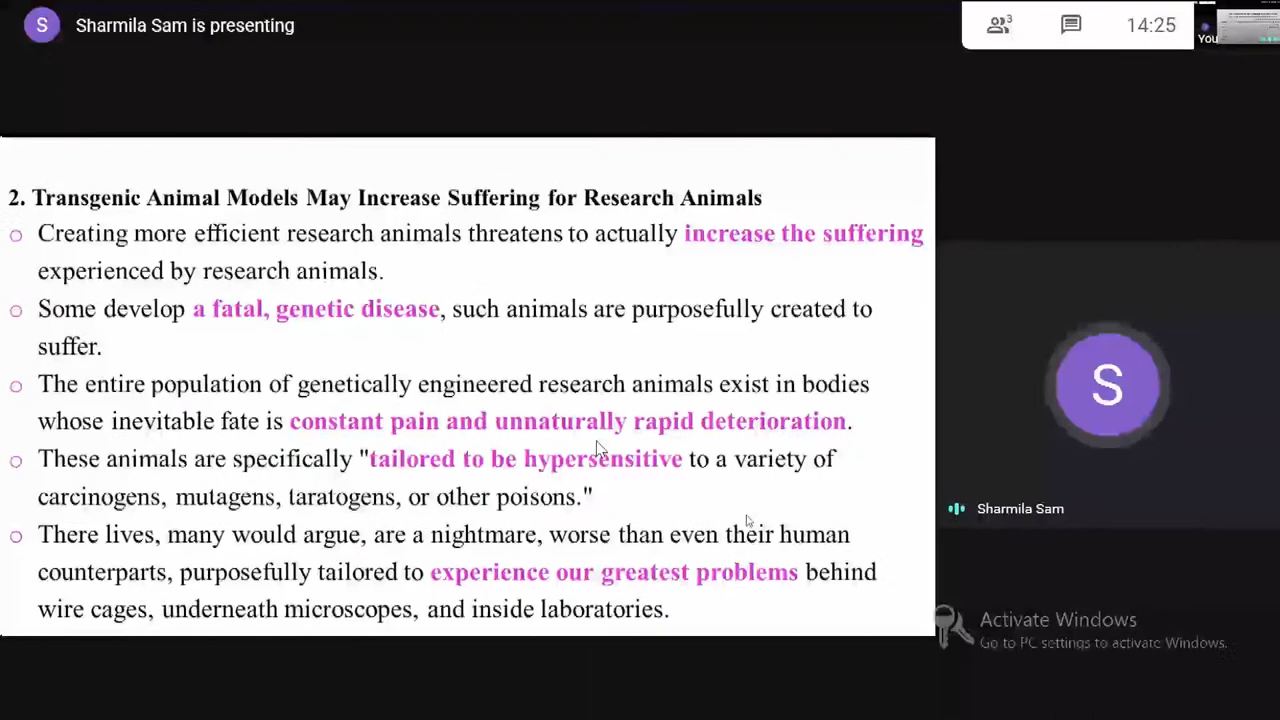 S Sharmila Sam is presenting
3
14:25
You
2. Transgenic Animal Models May Increase Suffering for Research Animals
Creating more efficient research animals threatens to actually increase the suffering
experienced by research animals.
Some develop a fatal, genetic disease, such animals are purposefully created to
suffer.
The entire population of genetically engineered research animals exist in bodies
whose inevitable fate is constant pain and unnaturally rapid deterioration.
These animals are specifically "tailored to be hypersensitive to a variety of
carcinogens, mutagens, taratogens, or other poisons."
There lives, many would argue, are a nightmare, worse than even their human
counterparts, purposefully tailored to experience our greatest problems behind
wire cages, underneath microscopes, and inside laboratories.
S
Sharmila Sam
Activate Windows
Go to PC settings to activate Windows.